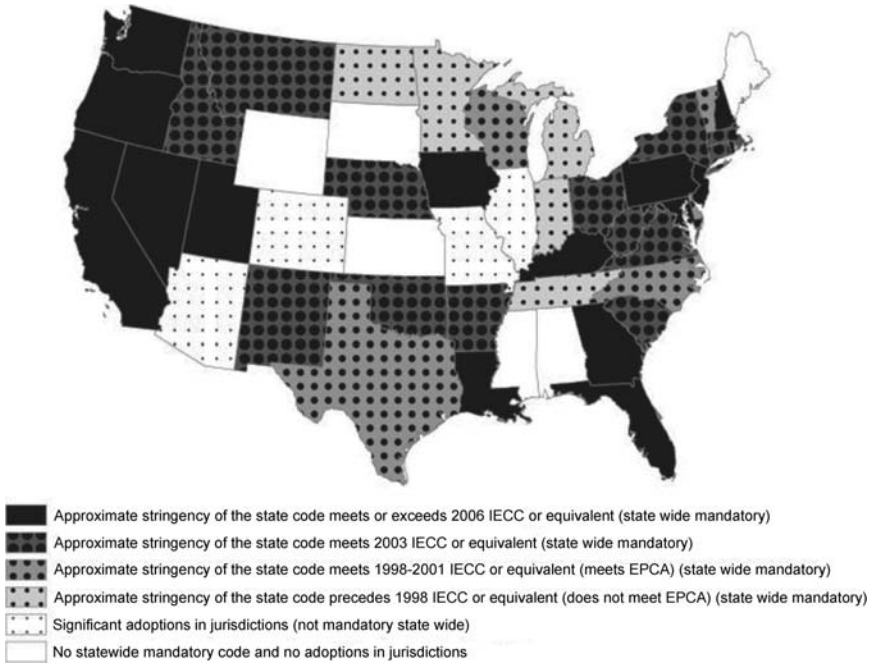 Approximate stringency of the state code meets or exceeds 2006 IECC or equivalent (state wide mandatory)
Approximate stringency of the state code meets 2003 IECC or equivalent (state wide mandatory)
Approximate stringency of the state code meets 1998-2001 IECC or equivalent (meets EPCA) (state wide mandatory)
Approximate stringency of the state code precedes 1998 IECC or equivalent (does not meet EPCA) (state wide mandatory)
Significant adoptions in jurisdictions (not mandatory state wide)
No statewide mandatory code and no adoptions in jurisdictions